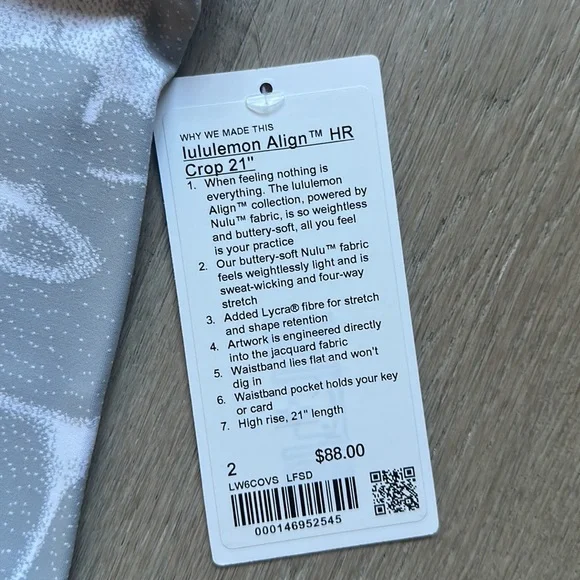 WHY WE MADE THIS
lululemon Align™ HR
Crop 21"
1. When feeling nothing is
everything. The lululemon
Align™ collection, powered by
Nulu™ fabric, is so weightless
and buttery-soft, all you feel
is your practice
2. Our buttery-soft Nulu™ fabric
feels weightlessly light and is
sweat-wicking and four-way
stretch
3. Added Lycra® fibre for stretch
and shape retention
4. Artwork is engineered directly
into the jacquard fabric
5. Waistband lies flat and won't
dig in
6. Waistband pocket holds your key
or card
7. High rise, 21" length
2 $88.00
LW6COVS LFSD
000146952545